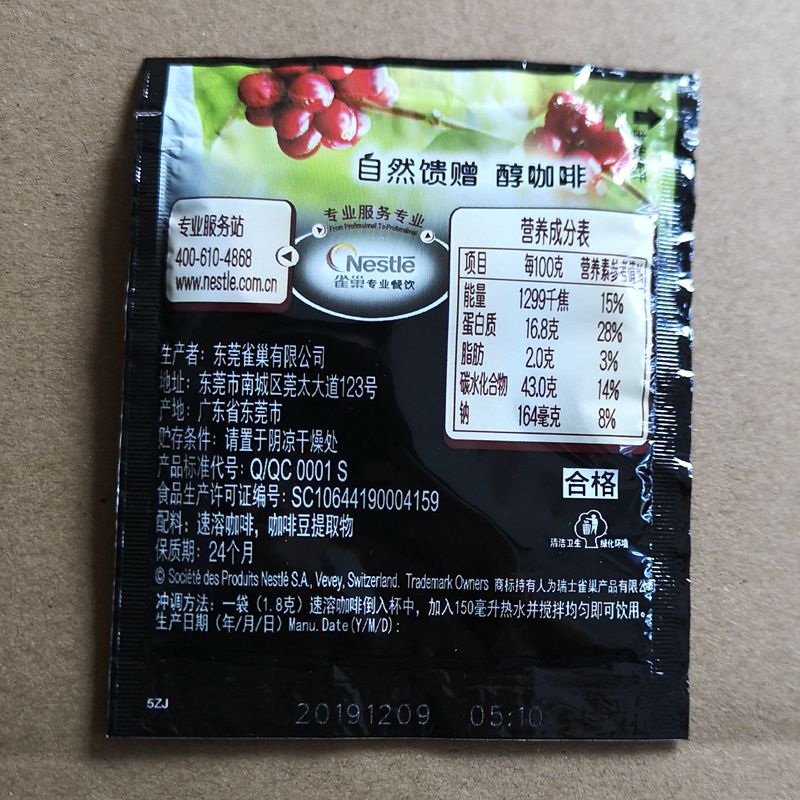 自然馈赠 醇咖啡
专业服务站
400-610-4868
www.nestle.com.cn
专业服务专业
From Professional To Professional
Nestlé
雀巢专业餐饮
营养成分表
项目 每100克 营养素参考值%
能量 1299千焦 15%
蛋白质 16.8克 28%
脂肪 2.0克 3%
碳水化合物 43.0克 14%
钠 164毫克 8%
生产者: 东莞雀巢有限公司
地址: 东莞市南城区莞太大道123号
产地: 广东省东莞市
贮存条件: 请置于阴凉干燥处
产品标准代号: Q/QC 0001 S
食品生产许可证编号: SC10644190004159
配料: 速溶咖啡, 咖啡豆提取物
保质期: 24个月
合格
清洁卫生 绿化环境
© Société des Produits Nestlé S.A., Vevey, Switzerland. Trademark Owners 商标持有人为瑞士雀巢产品有限公司
冲调方法: 一袋 (1.8克) 速溶咖啡倒入杯中, 加入150毫升热水并搅拌均匀即可饮用。
生产日期 (年/月/日) Manu. Date (Y/M/D):
5ZJ
20191209 05:10